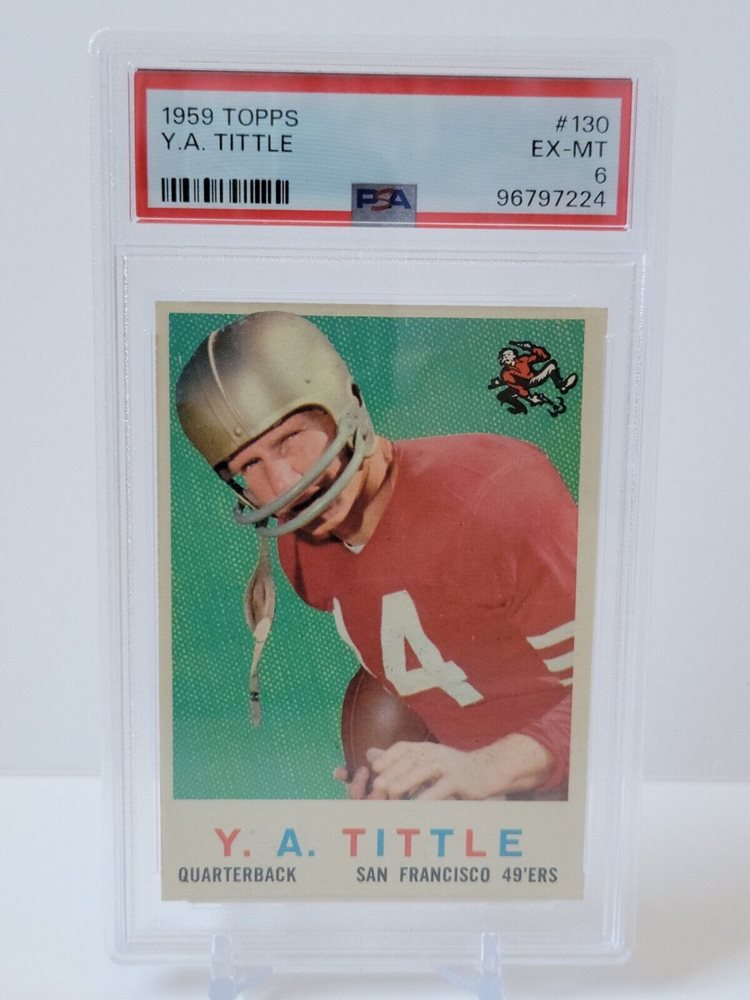 1959 TOPPS #130
Y.A. TITTLE EX-MT
6
PSA 96797224
14
Y. A. TITTLE
QUARTERBACK SAN FRANCISCO 49'ERS